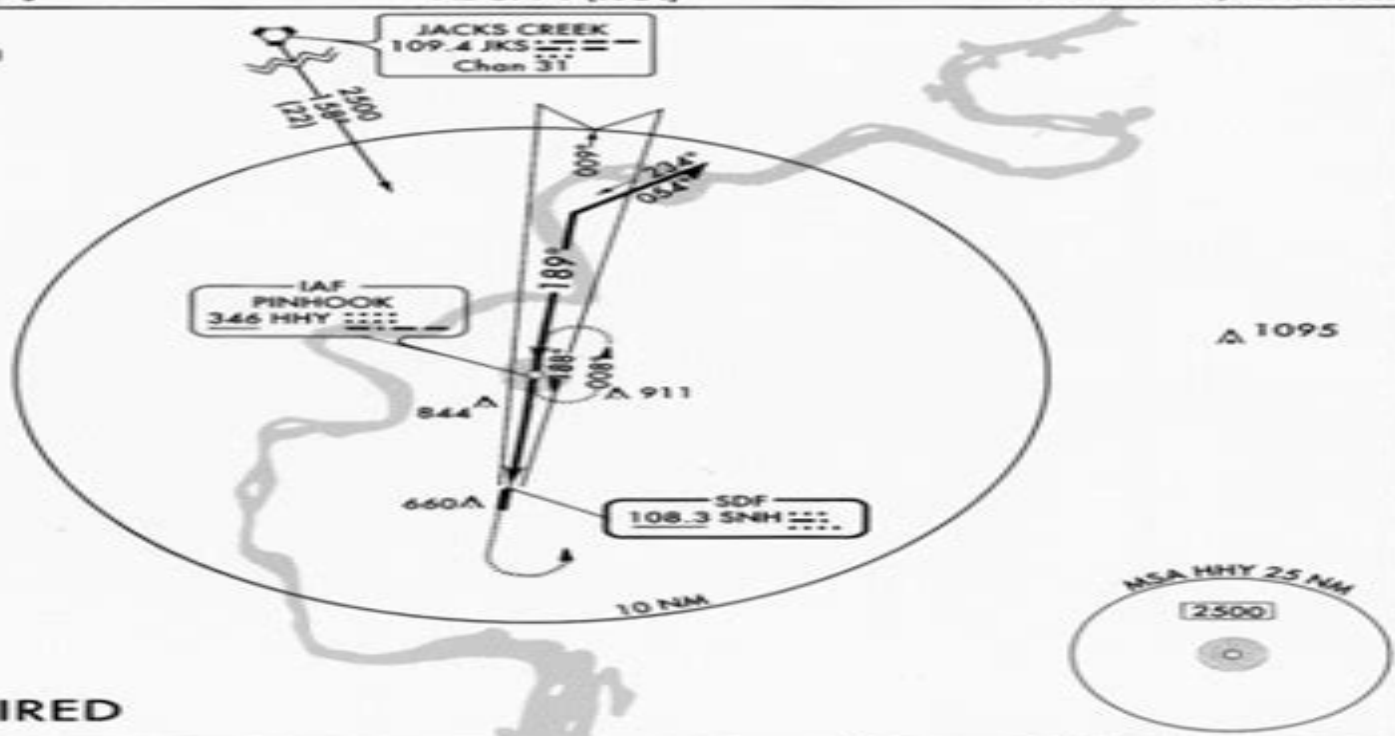 JACKS CREEK
109.4 JKS
Chan 31
2500
158°
(22)
009°
234°
054°
189°
IAF
PINHOOK
346 HHY
188°
008°
1095
911
844
660
SDF
108.3 SNH
10 NM
MSA HHY 25 NM
2500
IRED